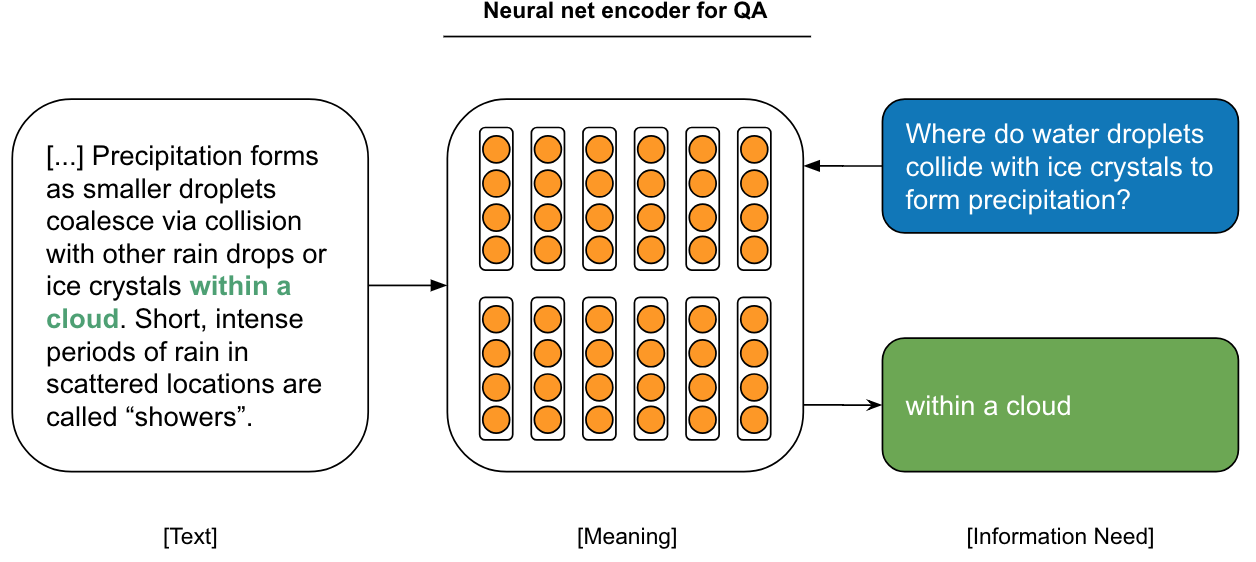 Neural net encoder for QA
[...] Precipitation forms
as smaller droplets
coalesce via collision
with other rain drops or
ice crystals within a
cloud. Short, intense
periods of rain in
scattered locations are
called “showers”.
Where do water droplets
collide with ice crystals to
form precipitation?
within a cloud
[Text]
[Meaning]
[Information Need]